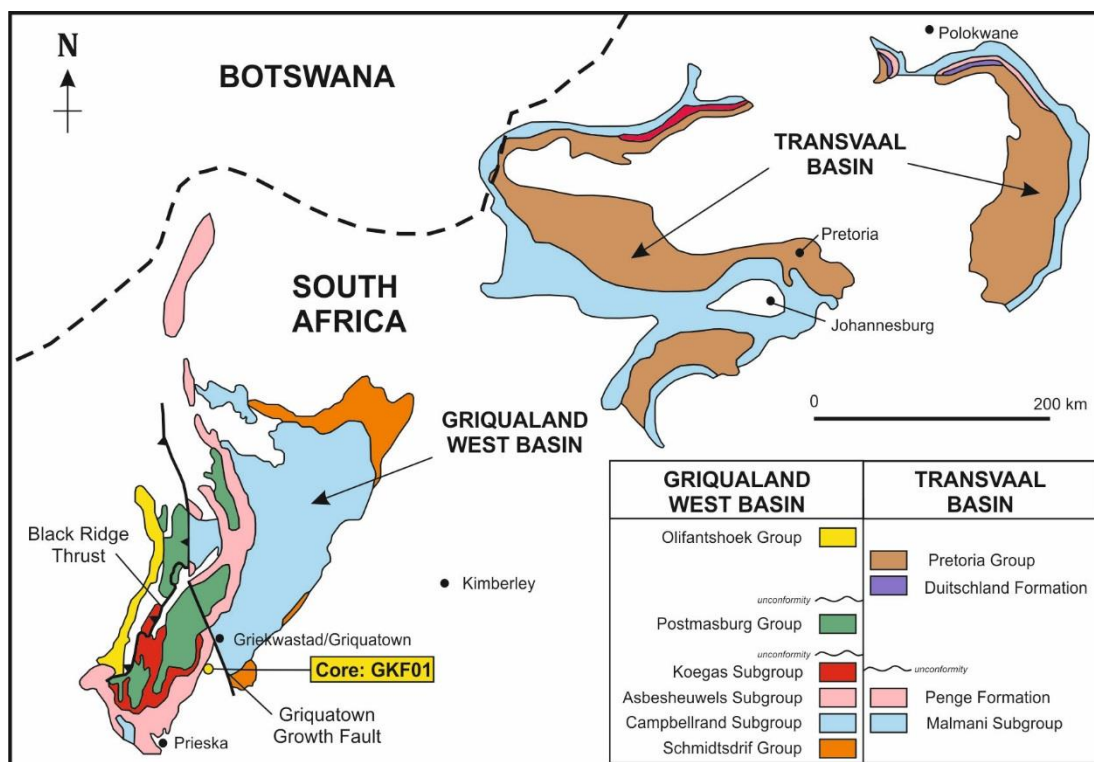 N
BOTSWANA
Polokwane
TRANSVAAL
BASIN
Pretoria
SOUTH
AFRICA
Johannesburg
0
200 km
GRIQUALAND
WEST BASIN
Black Ridge
Thrust
Kimberley
Griekwastad/Griquatown
Core: GKF01
Griquatown
Growth Fault
Prieska
GRIQUALAND
WEST BASIN
TRANSVAAL
BASIN
Olifantshoek Group
Pretoria Group
Duitschland Formation
unconformity
Postmasburg Group
unconformity
Koegas Subgroup
unconformity
Asbesheuwels Subgroup
Penge Formation
Campbellrand Subgroup
Malmani Subgroup
Schmidtsdrif Group